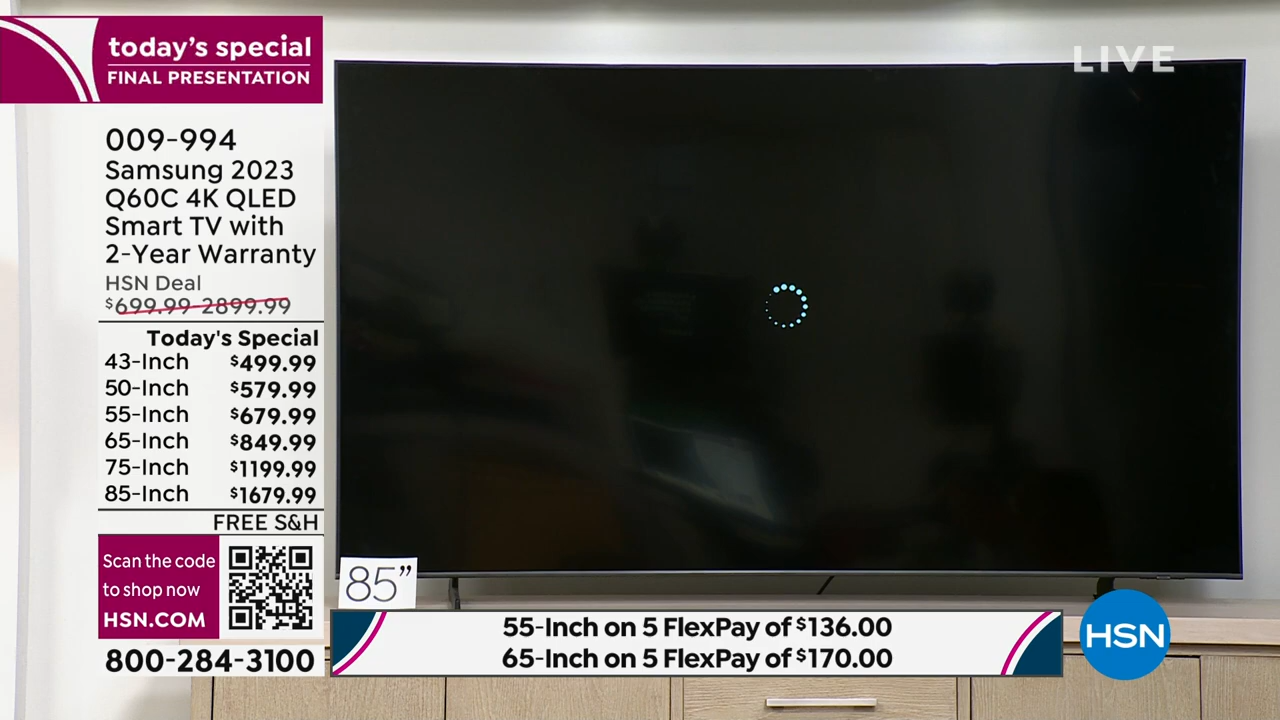 today's special
FINAL PRESENTATION
LIVE
009-994
Samsung 2023
Q60C 4K QLED
Smart TV with
2-Year Warranty
HSN Deal
$699.99-2899.99
Today's Special
43-Inch $499.99
50-Inch $579.99
55-Inch $679.99
65-Inch $849.99
75-Inch $1199.99
85-Inch $1679.99
FREE S&H
Scan the code
to shop now
HSN.COM
800-284-3100
85”
55-Inch on 5 FlexPay of $136.00
65-Inch on 5 FlexPay of $170.00
HSN